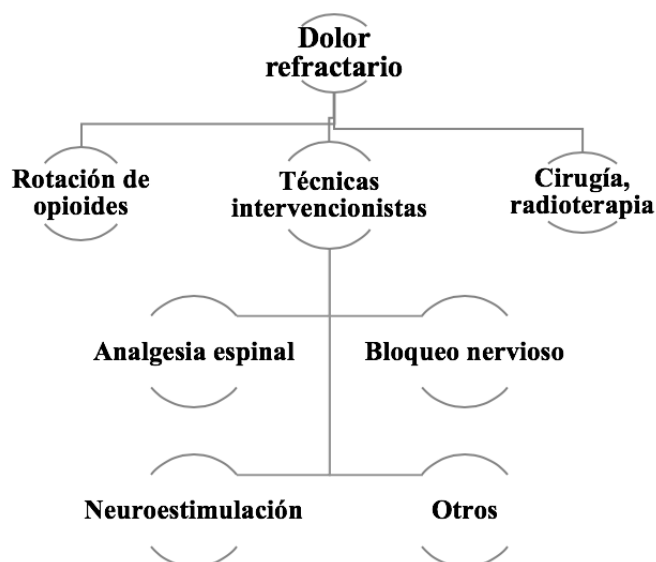 Dolor
refractario
Rotación de
opioides
Técnicas
intervencionistas
Cirugía,
radioterapia
Analgesia espinal
Bloqueo nervioso
Neuroestimulación
Otros